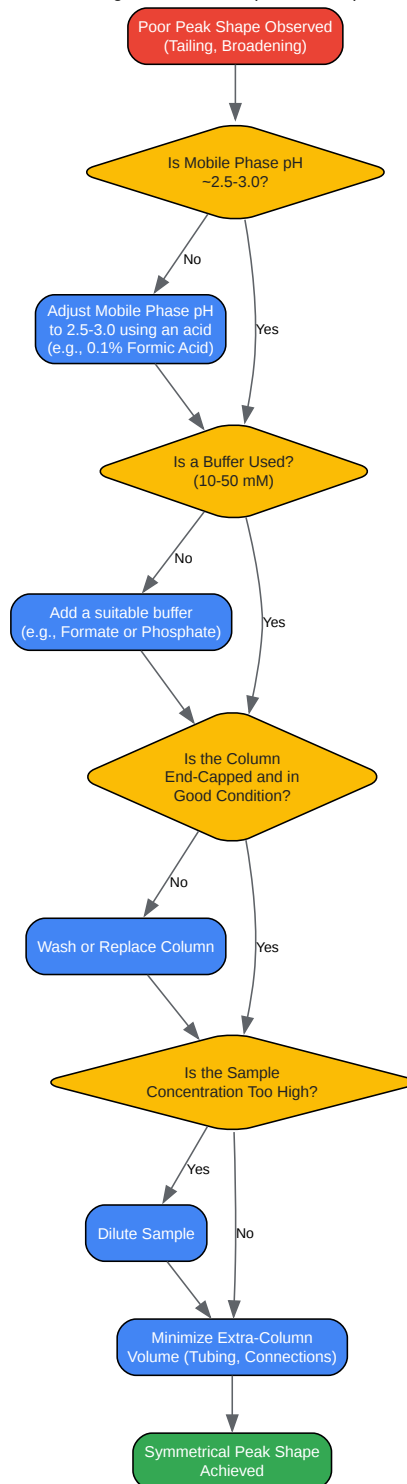 Poor Peak Shape Observed
(Tailing, Broadening)
Is Mobile Phase pH
~2.5-3.0?
No
Yes
Adjust Mobile Phase pH
to 2.5-3.0 using an acid
(e.g., 0.1% Formic Acid)
Is a Buffer Used?
(10-50 mM)
No
Yes
Add a suitable buffer
(e.g., Formate or Phosphate)
Is the Column
End-Capped and in
Good Condition?
No
Yes
Wash or Replace Column
Is the Sample
Concentration Too High?
Yes
No
Dilute Sample
Minimize Extra-Column
Volume (Tubing, Connections)
Symmetrical Peak Shape
Achieved